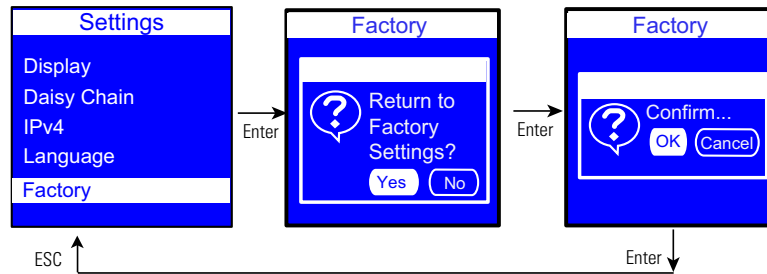 Settings
Display
Daisy Chain
IPv4
Language
Factory
Enter
Factory
?
Return to
Factory
Settings?
Yes No
Enter
Factory
?
Confirm...
OK Cancel
Enter
ESC